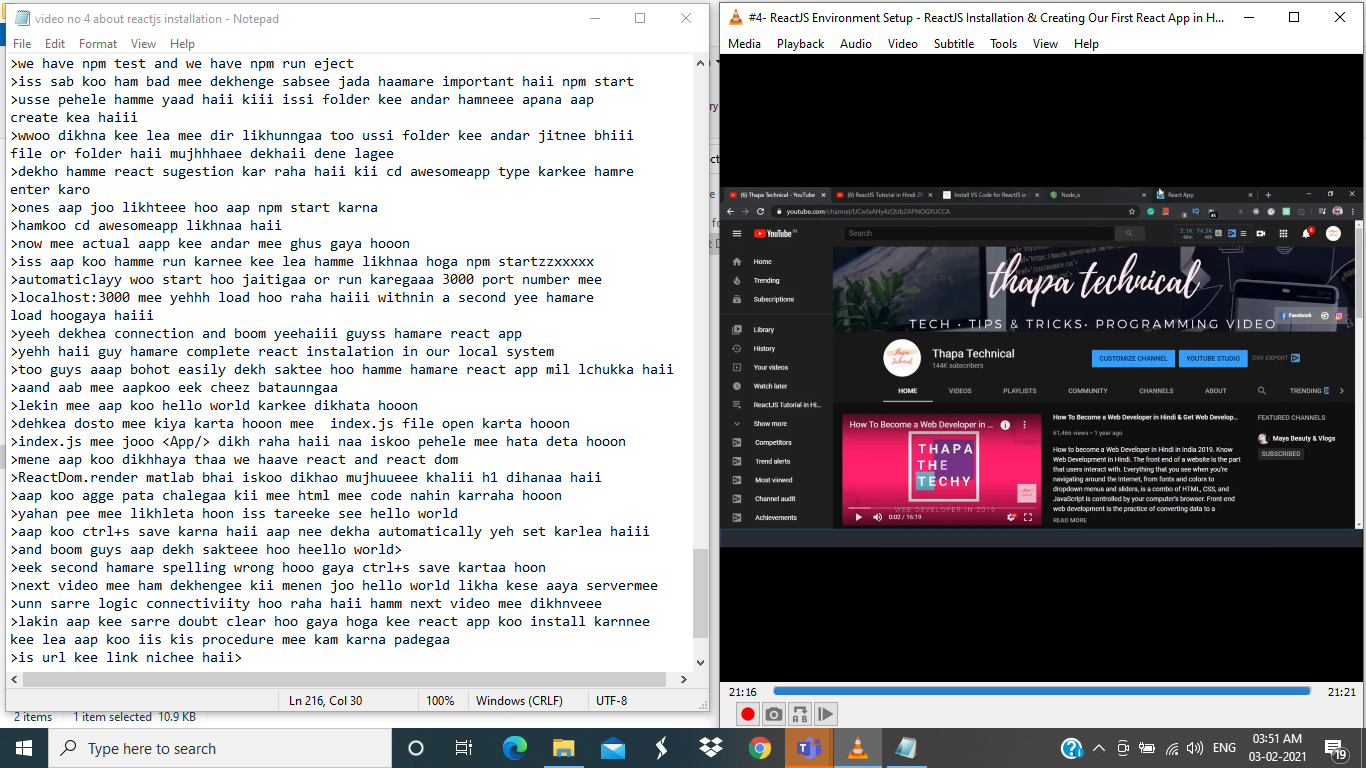 video no 4 about reactjs installation - Notepad
File Edit Format View Help
>we have npm test and we have npm run eject
>iss sab koo ham bad mee dekhenge sabsee jada haamare important haii npm start
>usse pehele hamme yaad haii kiii issi folder kee andar hamneee apana aap
create kea haiii
>wwoo dikhna kee lea mee dir likhunngaa too ussi folder kee andar jitnee bhiii
file or folder haii mujhhhaee dekhaii dene lagee
>dekho hamme react sugestion kar raha haii kii cd awesomeapp type karkee hamre
enter karo
>ones aap joo likhteee hoo aap npm start karna
>hamkoo cd awesomeapp likhnaa haii
>now mee actual aapp kee andar mee ghus gaya hooon
>iss aap koo hamme run karnee kee lea hmme likhnaa hoga npm startzzxxxxx
>automaticlayy woo start hoo jaitigaa or run karegaaa 3000 port number mee
>localhost:3000 mee yehhh load hoo raha haiii withnin a second yee hamare
load hoogaya haiii
>yeeh dekhea connection and boom yeehaiii guyss hamare react app
>yehh haii guy hamare complete react instalation in our local system
>too guys aaap bohot easily dekh saktee hoo hamme hamare react app mil lchukka haii
>aand aab mee aapkoo eek cheez bataunngaa
>lekin mee aap koo hello world karkee dikhata hooon
>dehkea dosto mee kiya karta hooon mee  index.js file open karta hooon
>index.js mee jooo <App/> dikh raha haii naa iskoo pehele mee hata deta hooon
>mene aap koo dikhhaya thaa we haave react and react dom
>ReactDom.render matlab bhai iskoo dikhao mujhuueee khalii h1 dihanaa haii
>aap koo agge pata chalegaa kii mee html mee code nahin karraha hooon
>yahan pee mee likhleta hoon iss tareeke see hello world
>aap koo ctrl+s save karna haii aap nee dekha automatically yeh set karlea haiii
>and boom guys aap dekh sakteee hoo heello world>
>eek second hamare spelling wrong hooo gaya ctrl+s save kartaa hoon
>next video mee ham dekhengee kii menen joo hello world likha kese aaya servermee
>unn sarre logic connectiviity hoo raha haii hamm next video mee dikhnveee
>lakin aap kee sarre doubt clear hoo gaya hoga kee react app koo install karnnee
kee lea aap koo iis kis procedure mee kam karna padegaa
>is url kee link nichee haii>
Ln 216, Col 30 100% Windows (CRLF) UTF-8
2 items 1 item selected 10.9 KB
#4- ReactJS Environment Setup - ReactJS Installation & Creating Our First React App in H...
Media Playback Audio Video Subtitle Tools View Help
(6) Thapa Technical - YouTube (6) ReactJS Tutorial in Hindi 20 Install VS Code for ReactJS in 2 Node.js React App
youtube.com/channel/UCwfaAHy4zQUb2APNOGXUCCA
YouTube Search
Home
Trending
Subscriptions
Library
History
Your videos
Watch later
ReactJS Tutorial in Hi...
Show more
Competitors
Trend alerts
Most viewed
Channel audit
Achievements
thapa technical
TECH • TIPS & TRICKS• PROGRAMMING VIDEO
Facebook
Thapa Technical
144K subscribers
CUSTOMIZE CHANNEL YOUTUBE STUDIO CSV EXPORT
HOME VIDEOS PLAYLISTS COMMUNITY CHANNELS ABOUT TRENDING
How To Become a Web Developer in ...
THAPA
THE
TECHY
WEB DEVELOPER IN 2019
0:02 / 16:19
How To Become a Web Developer in Hindi & Get Web Develop...
61,466 views • 1 year ago
How to become a Web Developer in Hindi in India 2019. Know
Web Development in Hindi. The front end of a website is the part
that users interact with. Everything that you see when you're
navigating around the Internet, from fonts and colors to
dropdown menus and sliders, is a combo of HTML, CSS, and
JavaScript is controlled by your computer's browser. Front-end
web development is the practice of converting data to a
READ MORE
FEATURED CHANNELS
Maya Beauty & Vlogs
SUBSCRIBED
21:16 21:21
Type here to search
ENG
03:51 AM
03-02-2021
19